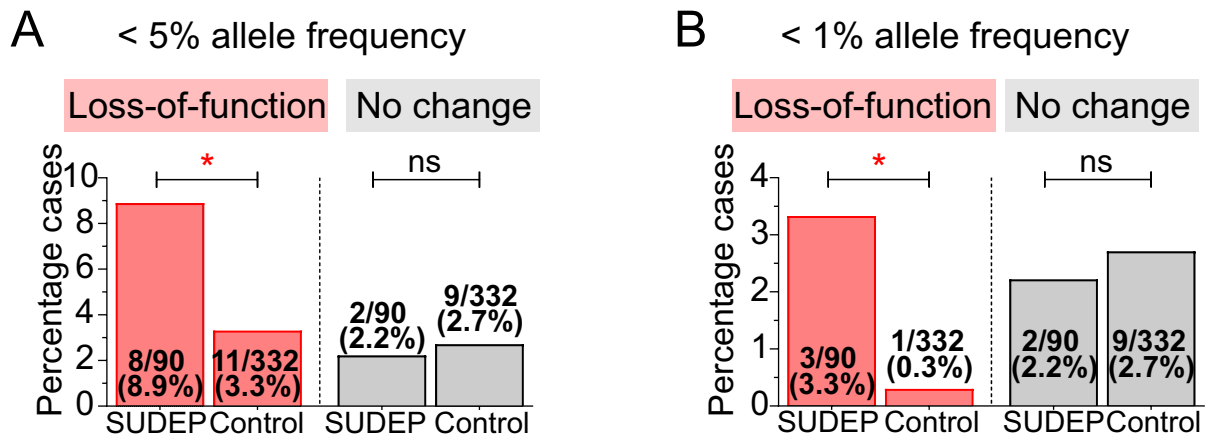 A
< 5% allele frequency
Loss-of-function
No change
Percentage cases
10
8
6
4
2
0
*
ns
8/90
(8.9%)
11/332
(3.3%)
2/90
(2.2%)
9/332
(2.7%)
SUDEP
Control
SUDEP
Control
B
< 1% allele frequency
Loss-of-function
No change
Percentage cases
4
3
2
1
0
*
ns
3/90
(3.3%)
1/332
(0.3%)
2/90
(2.2%)
9/332
(2.7%)
SUDEP
Control
SUDEP
Control